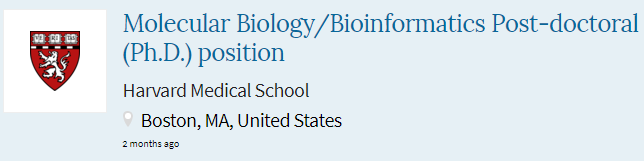 Molecular Biology/Bioinformatics Post-doctoral
(Ph.D.) position
Harvard Medical School
Boston, MA, United States
2 months ago